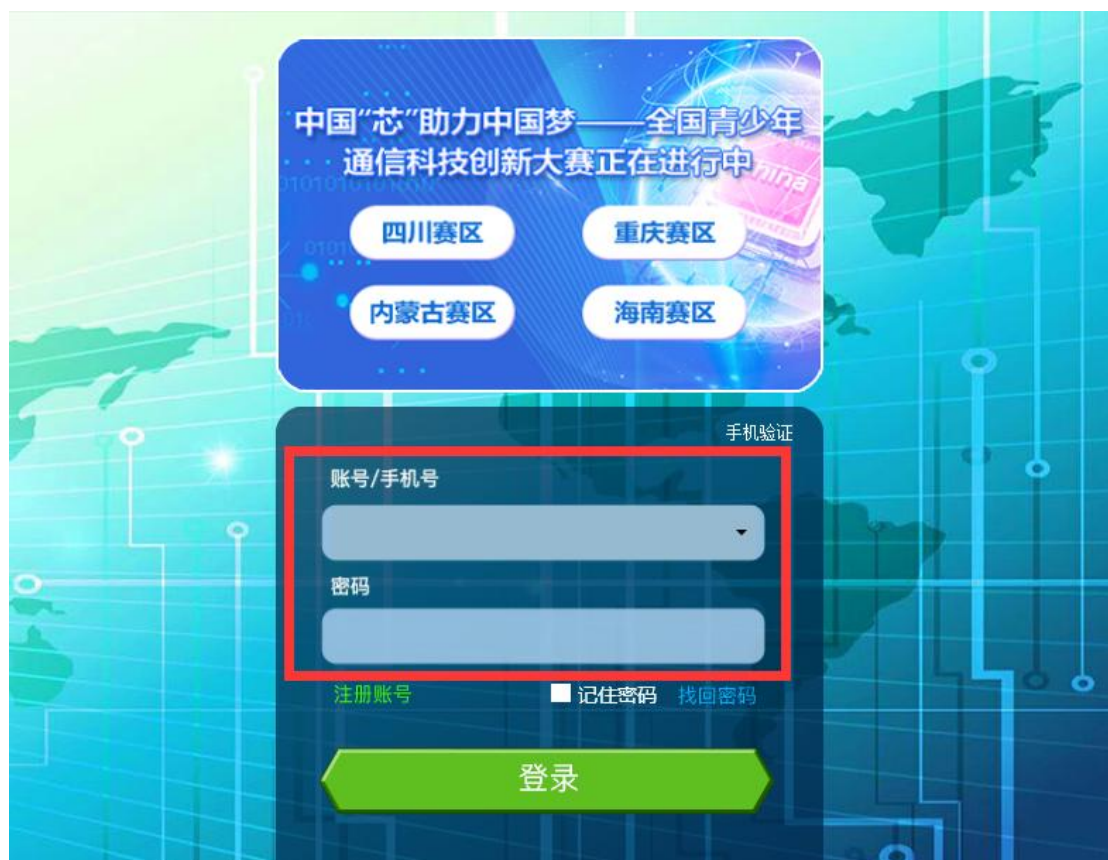 中国“芯”助力中国梦——全国青少年
通信科技创新大赛正在进行中
四川赛区
重庆赛区
内蒙古赛区
海南赛区
手机验证
账号/手机号
密码
注册账号
记住密码
找回密码
登录